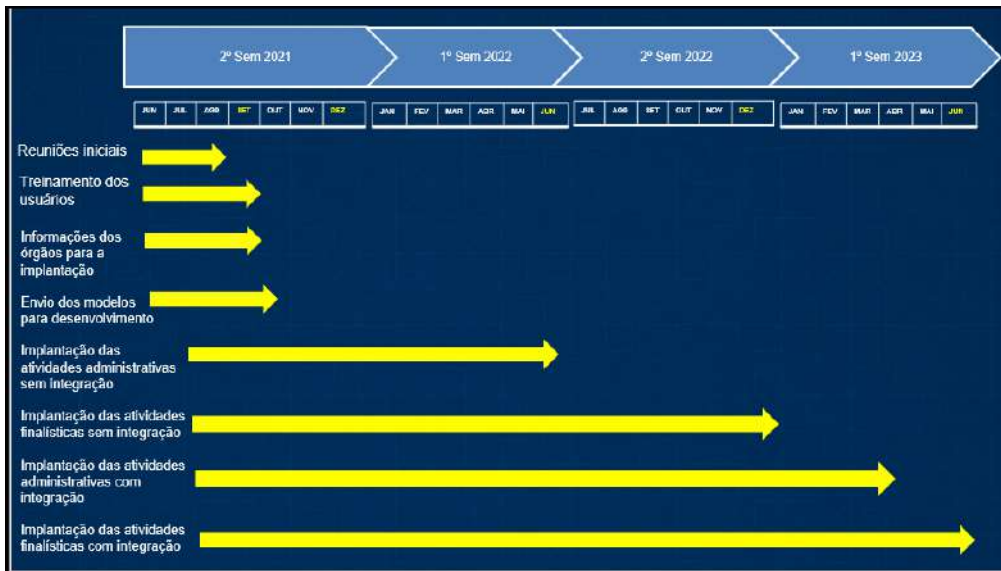 2º Sem 2021
1º Sem 2022
2º Sem 2022
1º Sem 2023
JUN JUL AGO SET OUT NOV DEZ JAN FEV MAR ABR MAI JUN JUL AGO SET OUT NOV DEZ JAN FEV MAR ABR MAI JUN
Reuniões iniciais
Treinamento dos
usuários
Informações dos
órgãos para a
implantação
Envio dos modelos
para desenvolvimento
Implantação das
atividades administrativas
sem integração
Implantação das atividades
finalísticas sem integração
Implantação das atividades
administrativas com
integração
Implantação das atividades
finalísticas com integração